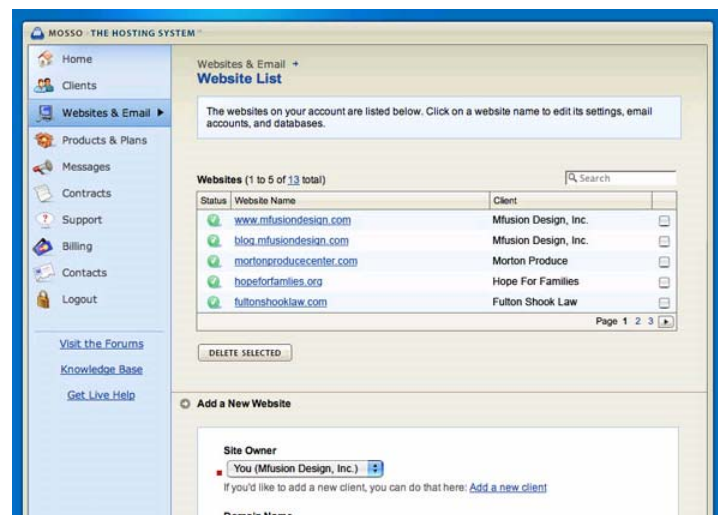 MOSSO THE HOSTING SYSTEM™
Home
Clients
Websites & Email
Products & Plans
Messages
Contracts
Support
Billing
Contacts
Logout
Visit the Forums
Knowledge Base
Get Live Help
Websites & Email
Website List
The websites on your account are listed below. Click on a website name to edit its settings, email
accounts, and databases.
Websites (1 to 5 of 13 total)
Search
Status Website Name Client
www.mfusiondesign.com Mfusion Design, Inc.
blog.mfusiondesign.com Mfusion Design, Inc.
mortonproducecenter.com Morton Produce
hopeforfamlies.org Hope For Families
fultonshooklaw.com Fulton Shook Law
Page 1 2 3
DELETE SELECTED
Add a New Website
Site Owner
You (Mfusion Design, Inc.)
If you'd like to add a new client, you can do that here: Add a new client
Domain Name